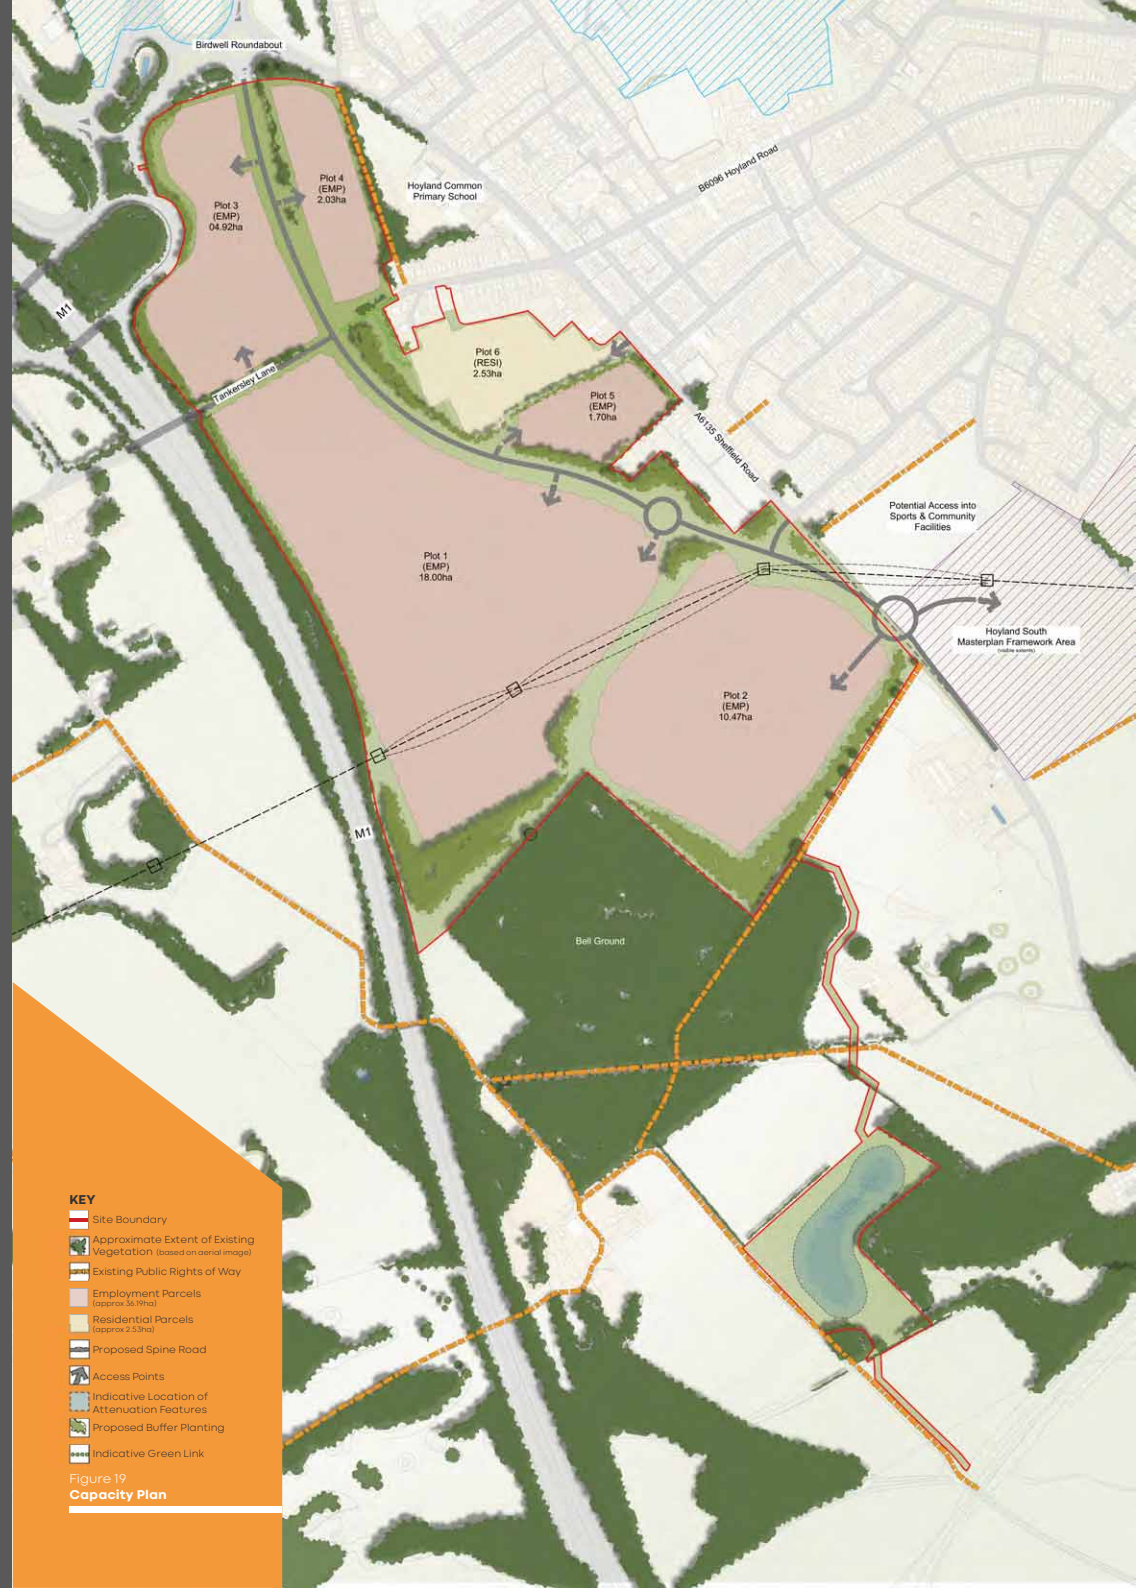 Birdwell Roundabout
Plot 4
(EMP)
2.03ha
Hoyland Common
Primary School
B6096 Hoyland Road
Plot 3
(EMP)
04.92ha
M1
Plot 6
(RESI)
2.53ha
Tankersley Lane
Plot 5
(EMP)
1.70ha
A6135 Sheffield Road
Potential Access into
Sports & Community
Facilities
Plot 1
(EMP)
18.00ha
Hoyland South
Masterplan Framework Area
(visible extents)
Plot 2
(EMP)
10.47ha
M1
Bell Ground
KEY
Site Boundary
Approximate Extent of Existing
Vegetation (based on aerial image)
Existing Public Rights of Way
Employment Parcels
(approx 36.19ha)
Residential Parcels
(approx 2.53ha)
Proposed Spine Road
Access Points
Indicative Location of
Attenuation Features
Proposed Buffer Planting
Indicative Green Link
Figure 19
Capacity Plan